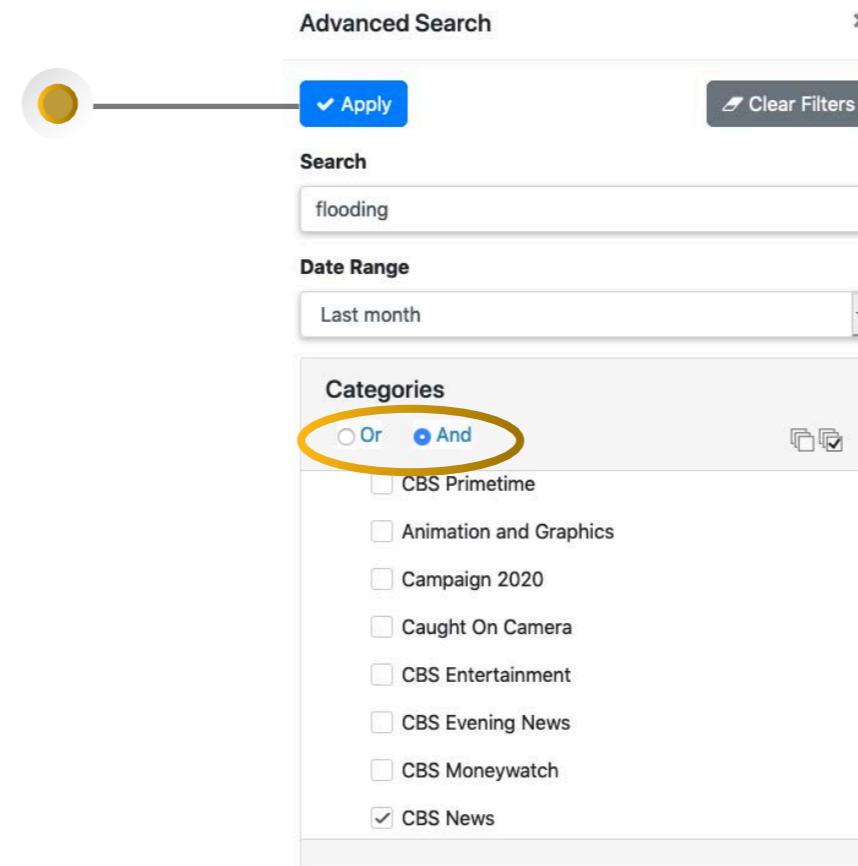 Advanced Search
Apply
Clear Filters
Search
flooding
Date Range
Last month
Categories
Or And
CBS Primetime
Animation and Graphics
Campaign 2020
Caught On Camera
CBS Entertainment
CBS Evening News
CBS Moneywatch
CBS News